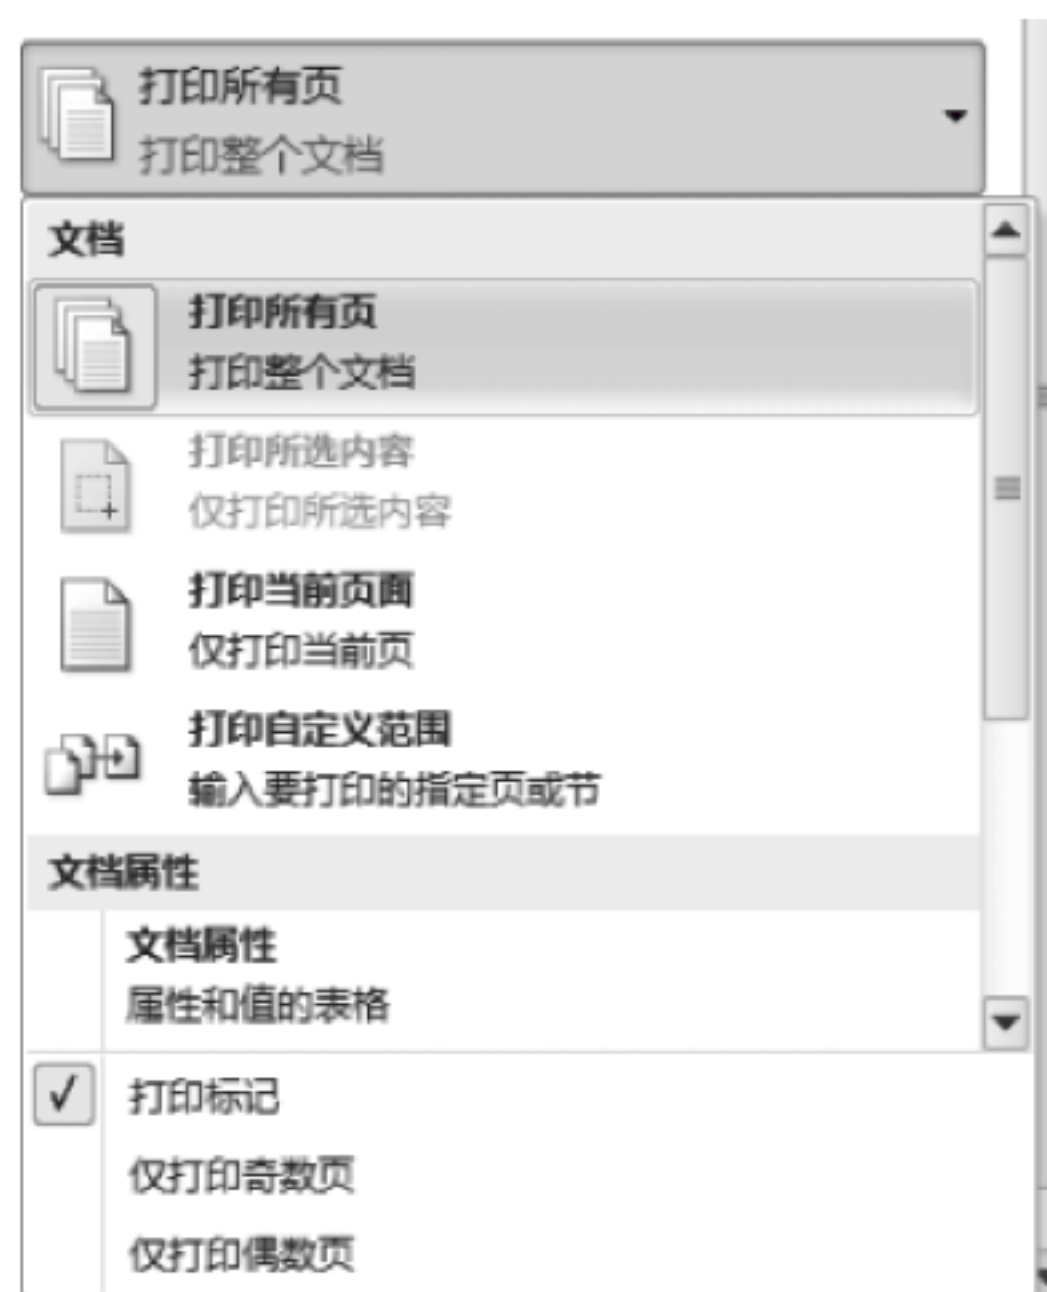 打印所有页
打印整个文档
文档
打印所有页
打印整个文档
打印所选内容
仅打印所选内容
打印当前页面
仅打印当前页
打印自定义范围
输入要打印的指定页或节
文档属性
文档属性
属性和值的表格
打印标记
仅打印奇数页
仅打印偶数页